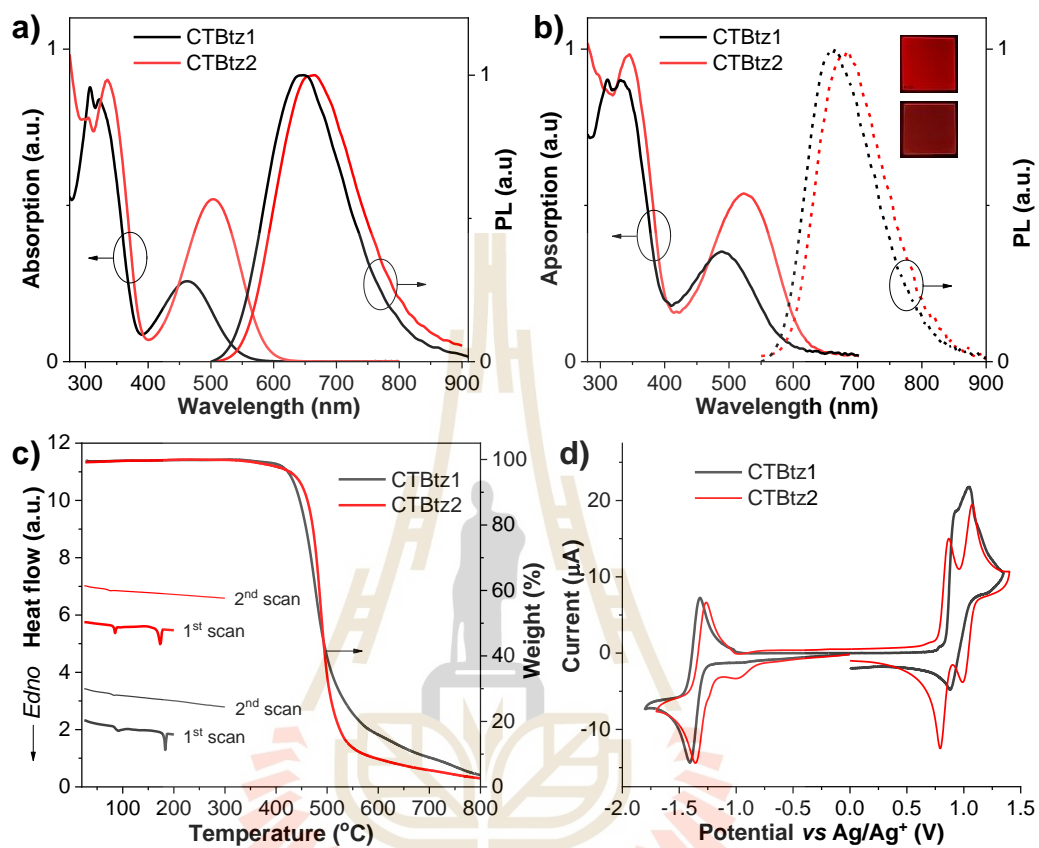 a)
CTBtz1
CTBtz2
1
0
Absorption (a.u.)
300 400 500 600 700 800 900
Wavelength (nm)
1
0
PL (a.u)
b)
CTBtz1
CTBtz2
1
0
Apsorption (a.u)
300 400 500 600 700 800 900
Wavelength (nm)
1
0
PL (a.u.)
c)
CTBtz1
CTBtz2
12
10
8
6
4
2
0
Edno Heat flow (a.u.)
2nd scan
1st scan
2nd scan
1st scan
100 200 300 400 500 600 700 800
Temperature (oC)
100
80
60
40
20
0
Weight (%)
d)
CTBtz1
CTBtz2
20
10
0
-10
Current (µA)
-2.0 -1.5 -1.0 -0.5 0.0 0.5 1.0 1.5
Potential vs Ag/Ag+ (V)